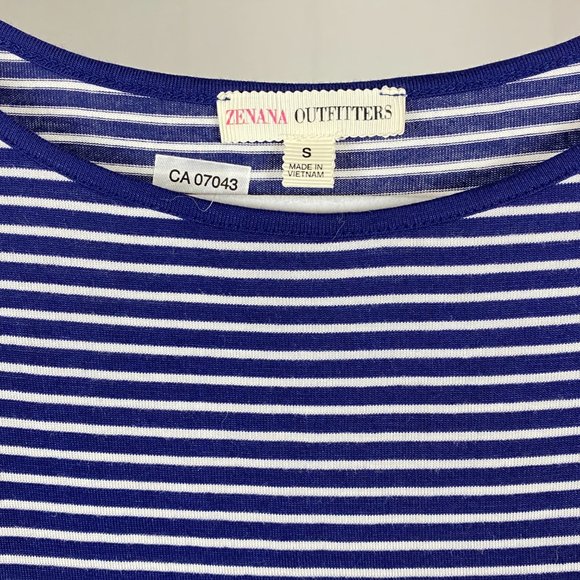 ZENANA OUTFITTERS
S
MADE IN
VIETNAM
CA 07043